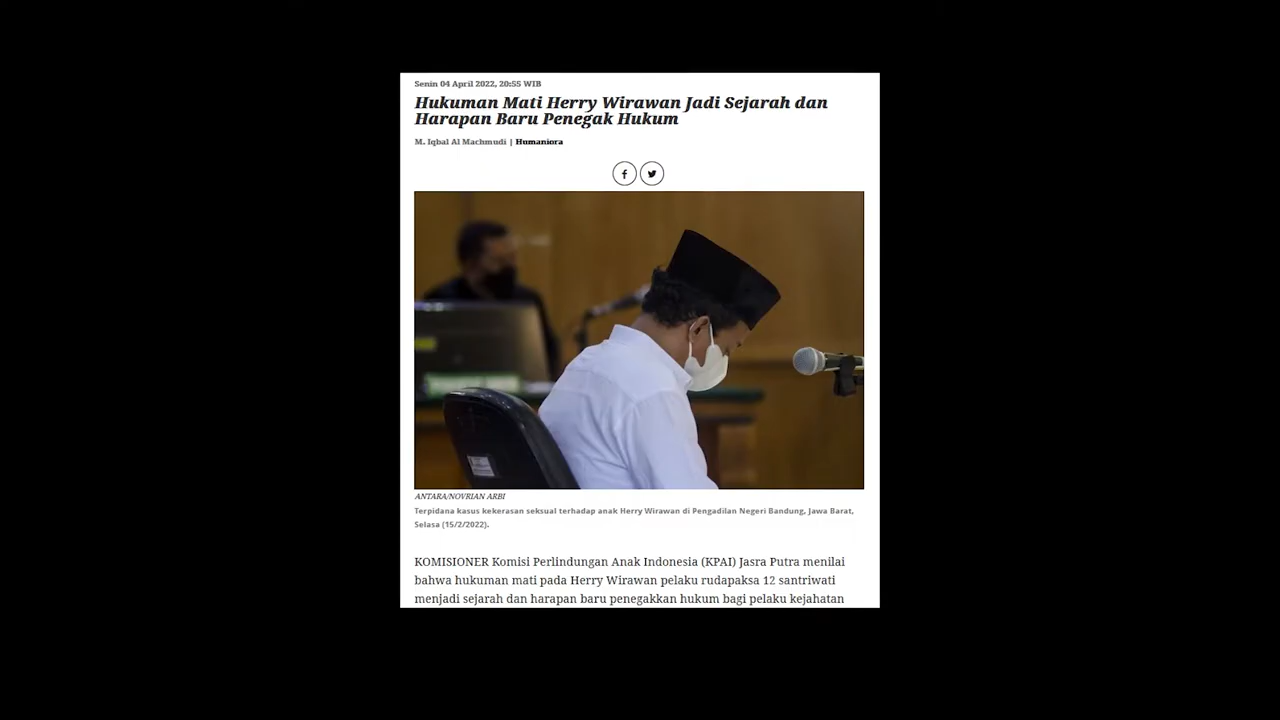 Senin 04 April 2022, 20:55 WIB
Hukuman Mati Herry Wirawan Jadi Sejarah dan
Harapan Baru Penegak Hukum
M. Iqbal Al Machmudi | Humaniora
ANTARA/NOVRIAN ARBI
Terpidana kasus kekerasan seksual terhadap anak Herry Wirawan di Pengadilan Negeri Bandung, Jawa Barat,
Selasa (15/2/2022).
KOMISIONER Komisi Perlindungan Anak Indonesia (KPAI) Jasra Putra menilai
bahwa hukuman mati pada Herry Wirawan pelaku rudapaksa 12 santriwati
menjadi sejarah dan harapan baru penegakkan hukum bagi pelaku kejahatan